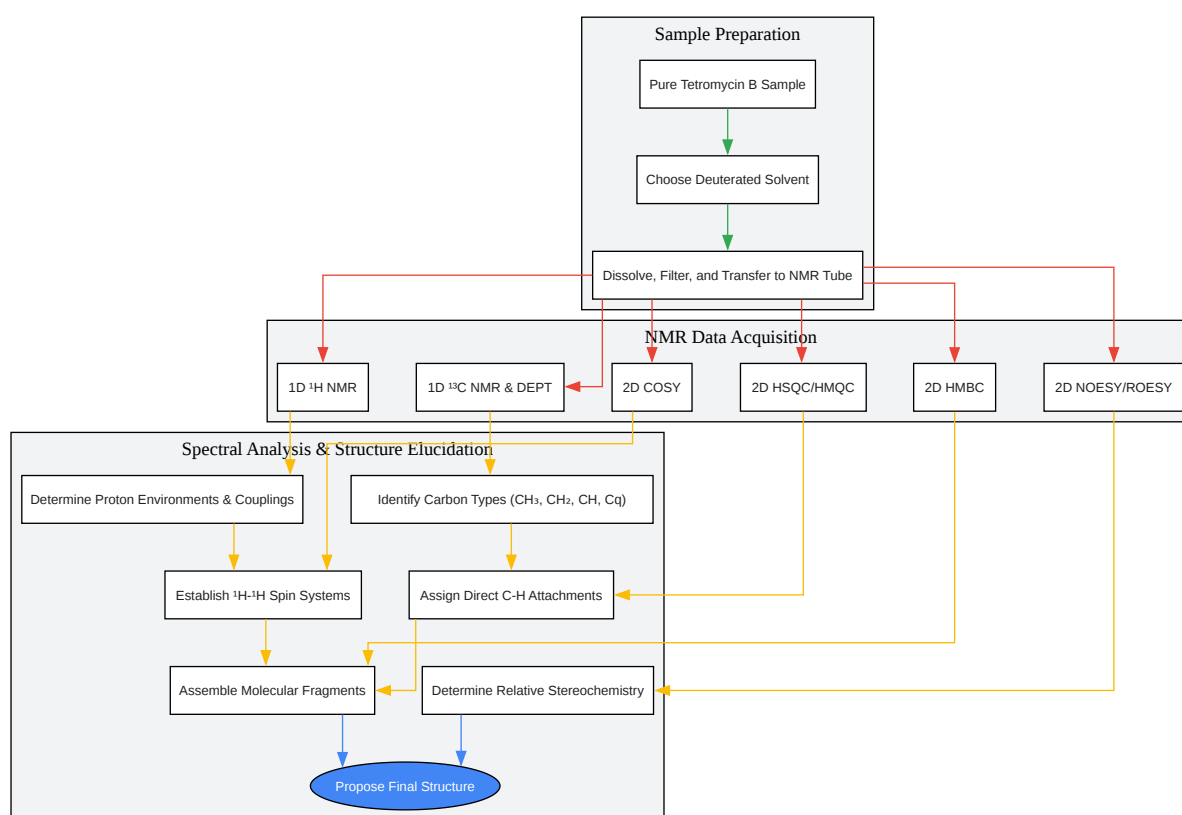 Sample Preparation
Pure Tetromycin B Sample
Choose Deuterated Solvent
Dissolve, Filter, and Transfer to NMR Tube
NMR Data Acquisition
1D ¹H NMR
1D ¹³C NMR & DEPT
2D COSY
2D HSQC/HMQC
2D HMBC
2D NOESY/ROESY
Spectral Analysis & Structure Elucidation
Determine Proton Environments & Couplings
Identify Carbon Types (CH₃, CH₂, CH, Cq)
Establish ¹H-¹H Spin Systems
Assign Direct C-H Attachments
Assemble Molecular Fragments
Determine Relative Stereochemistry
Propose Final Structure